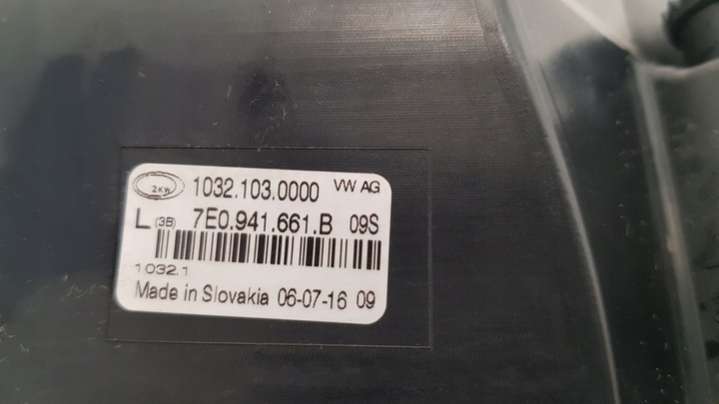 2KW 1032.103.0000 VW AG
L (3B) 7E0.941.661.B 09S
1032.1
Made in Slovakia 06-07-16 09